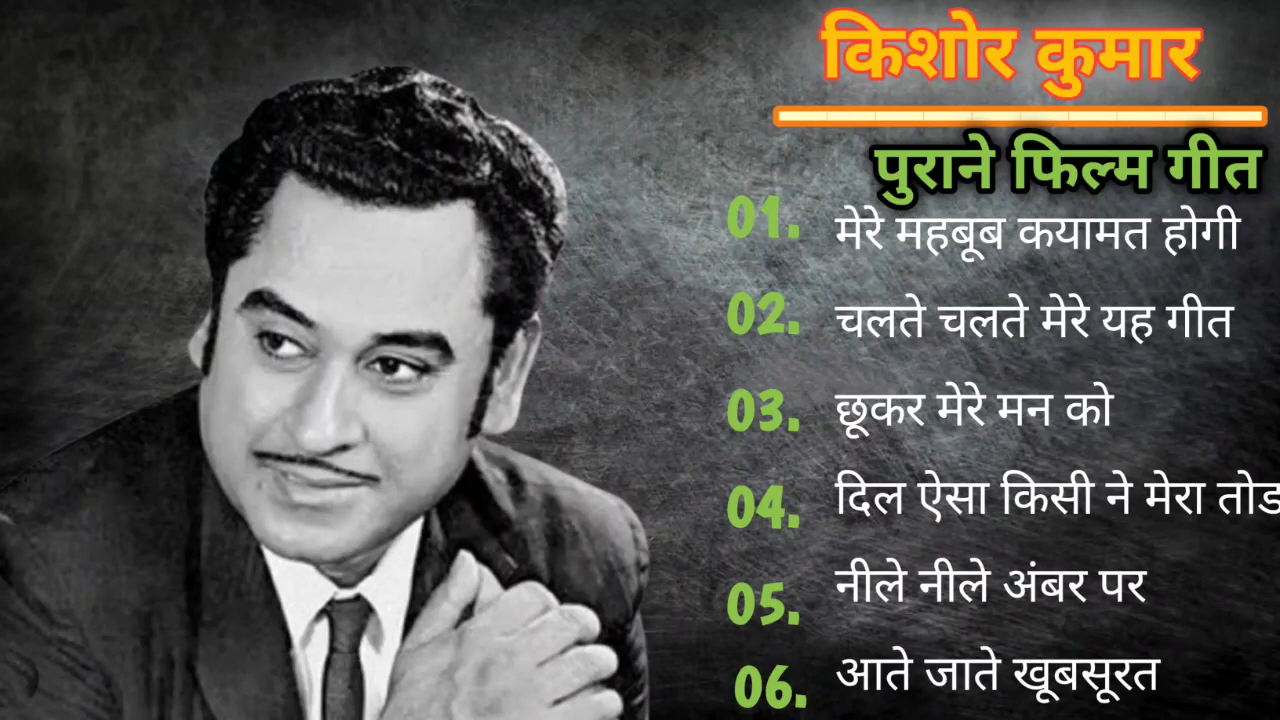 किशोर कुमार
पुराने फिल्म गीत
01. मेरे महबूब कयामत होगी
02. चलते चलते मेरे यह गीत
03. छूकर मेरे मन को
04. दिल ऐसा किसी ने मेरा तोड
05. नीले नीले अंबर पर
06. आते जाते खूबसूरत